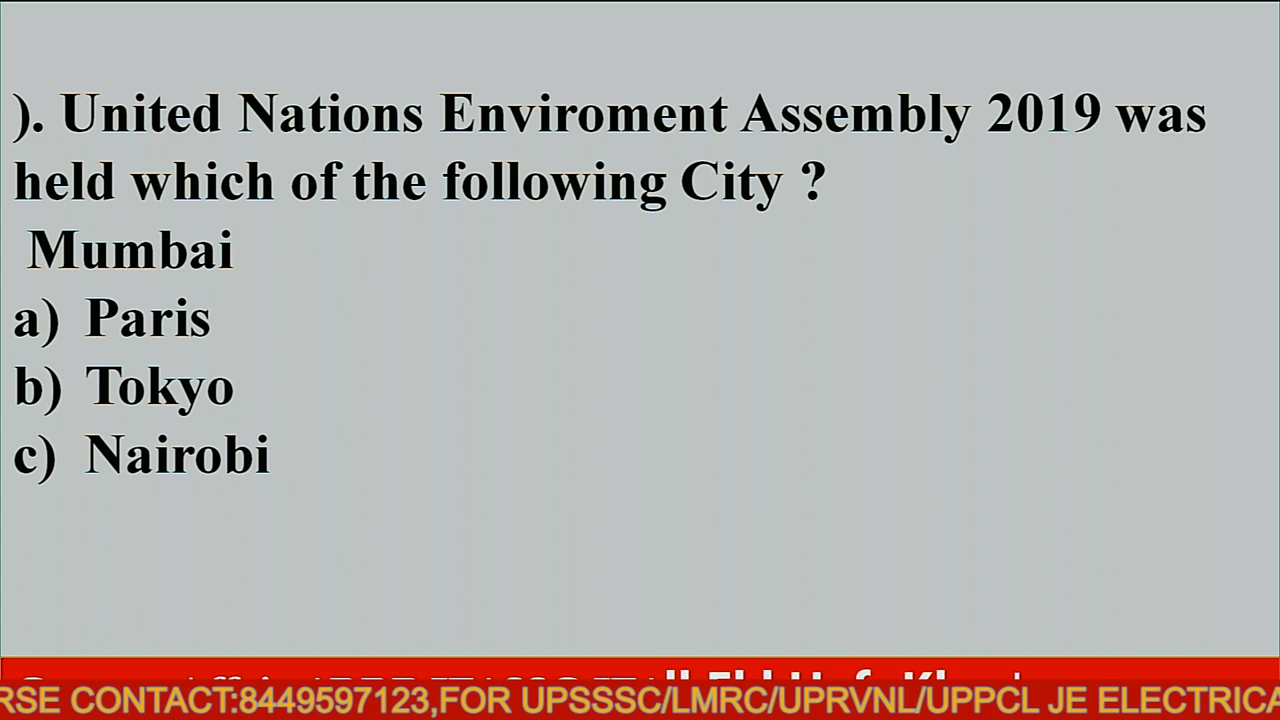 ). United Nations Enviroment Assembly 2019 was
held which of the following City ?
Mumbai
a) Paris
b) Tokyo
c) Nairobi
RSE CONTACT:8449597123,FOR UPSSSC/LMRC/UPRVNL/UPPCL JE ELECTRICA